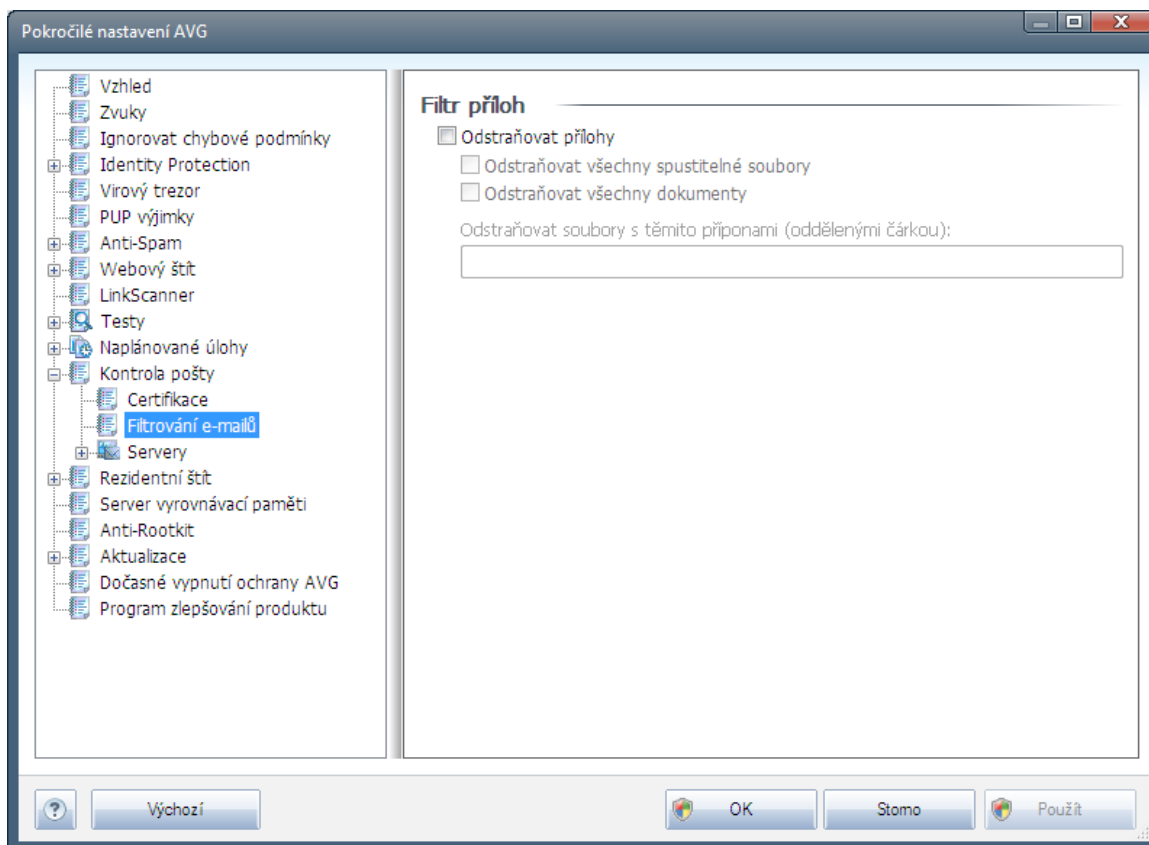 Pokročilé nastavení AVG
Vzhled
Zvuky
Ignorovat chybové podmínky
Identity Protection
Virový trezor
PUP výjimky
Anti-Spam
Webový štít
LinkScanner
Testy
Naplánované úlohy
Kontrola pošty
Certifikace
Filtrování e-mailů
Servery
Rezidentní štít
Server vyrovnávací paměti
Anti-Rootkit
Aktualizace
Dočasné vypnutí ochrany AVG
Program zlepšování produktu
Filtr příloh
Odstraňovat přílohy
Odstraňovat všechny spustitelné soubory
Odstraňovat všechny dokumenty
Odstraňovat soubory s těmito příponami (oddělenými čárkou):
? Výchozí OK Stomo Použít